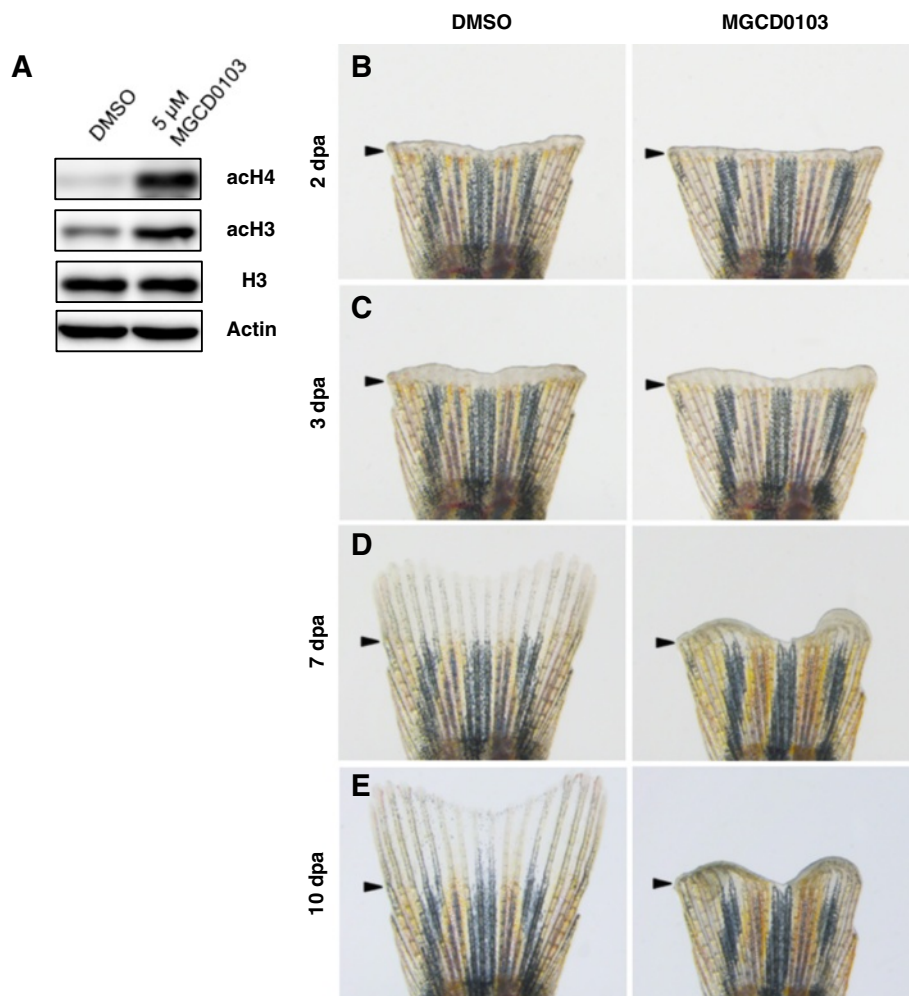 DMSO
MGCD0103
A
DMSO
5 µM
MGCD0103
acH4
acH3
H3
Actin
B
2 dpa
C
3 dpa
D
7 dpa
E
10 dpa